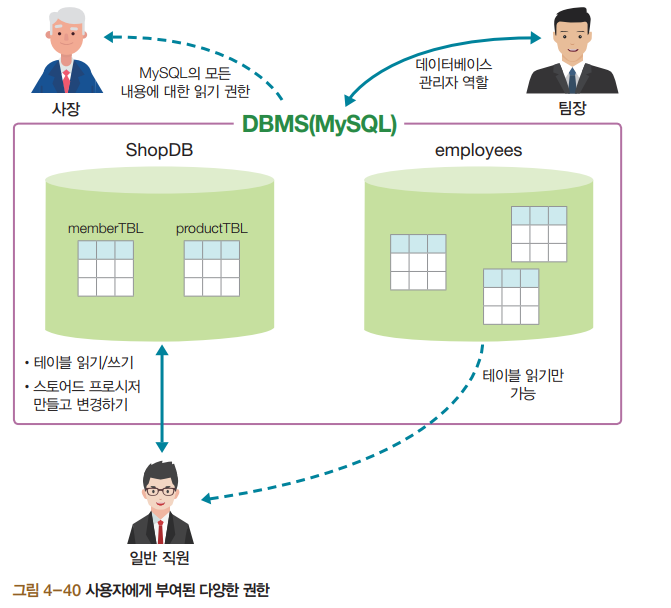 MySQL의 모든
내용에 대한 읽기 권한
데이터베이스
관리자 역할
사장
팀장
DBMS(MySQL)
ShopDB
employees
memberTBL
productTBL
• 테이블 읽기/쓰기
• 스토어드 프로시저
만들고 변경하기
테이블 읽기만
가능
일반 직원
그림 4-40 사용자에게 부여된 다양한 권한